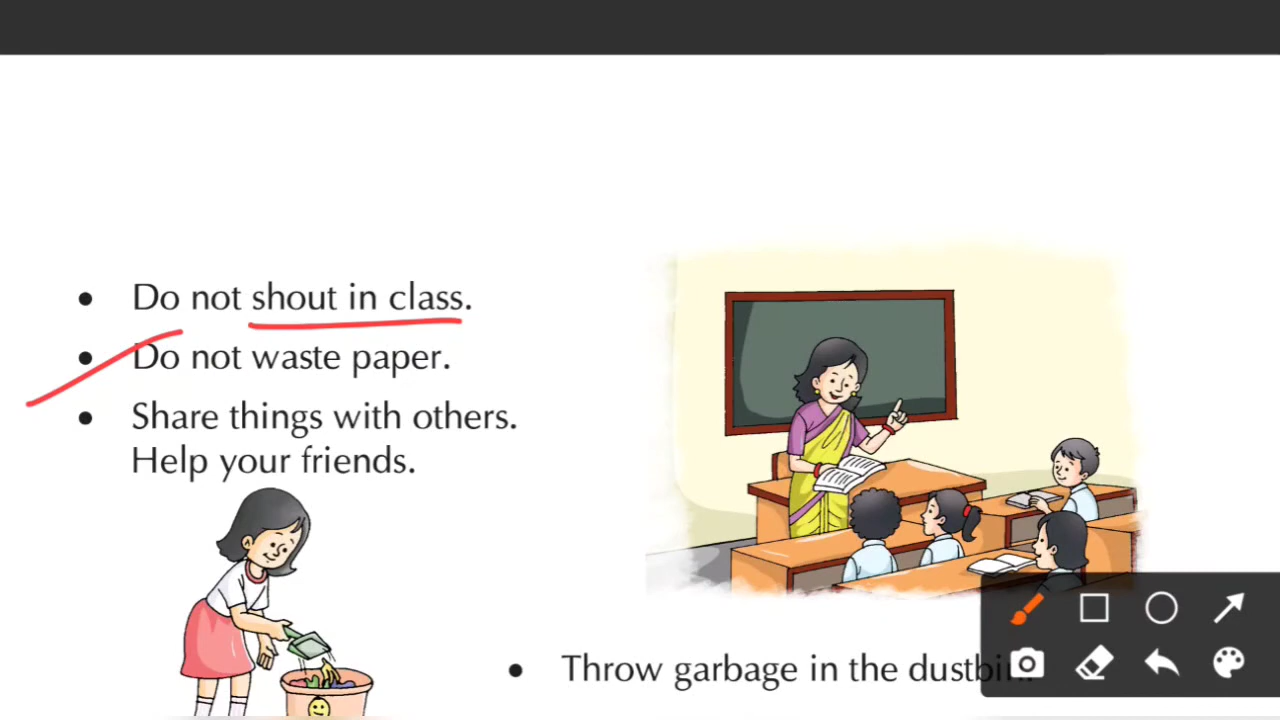 Do not shout in class.
Do not waste paper.
Share things with others.
Help your friends.
Throw garbage in the dustbin.